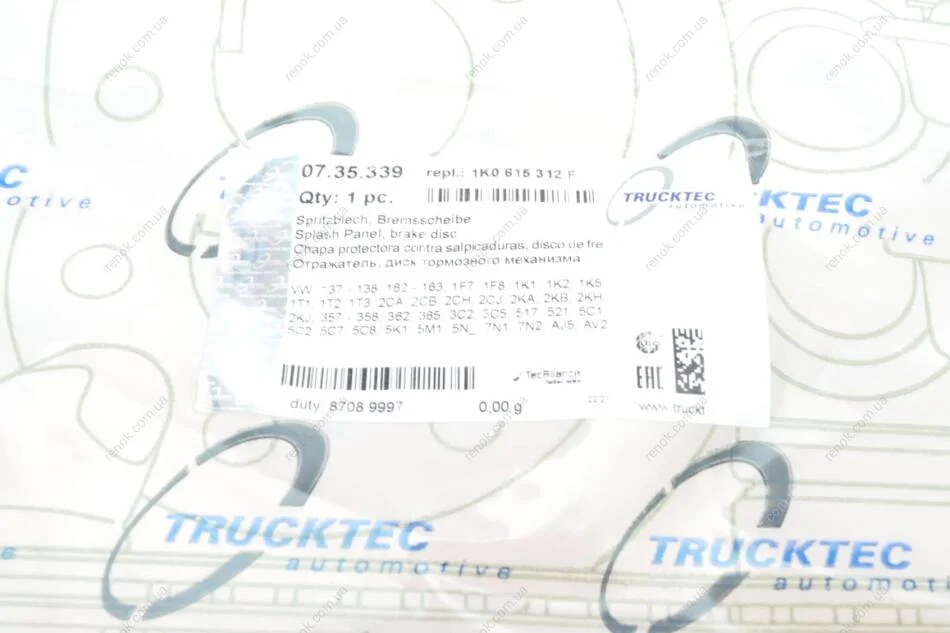 07.35.339
repl.: 1K0 615 312 F
Qty: 1 pc.
TRUCKTEC
automotive
Spritzblech, Bremsscheibe
Splash Panel, brake disc
Chapa protectora contra salpicaduras, disco de fre
Отражатель, диск тормозного механизма
VW 137 - 138, 162 - 163, 1F7, 1F8, 1K1, 1K2, 1K5,
1T1, 1T2, 1T3, 2CA, 2CB, 2CH, 2CJ, 2KA, 2KB, 2KH,
2KJ, 357 - 358, 362, 365, 3C2, 3C5, 517, 521, 5C1,
5C2, 5C7, 5C8, 5K1, 5M1, 5N_, 7N1, 7N2, AJ5, AV2
TecAlliance
EAC
duty 8708 9997
0,00 g
22/21
www.truckt
TRUCKTEC
automotive
TRUCKTEC
automotive
TRUCKTEC
automotive
renok.com.ua